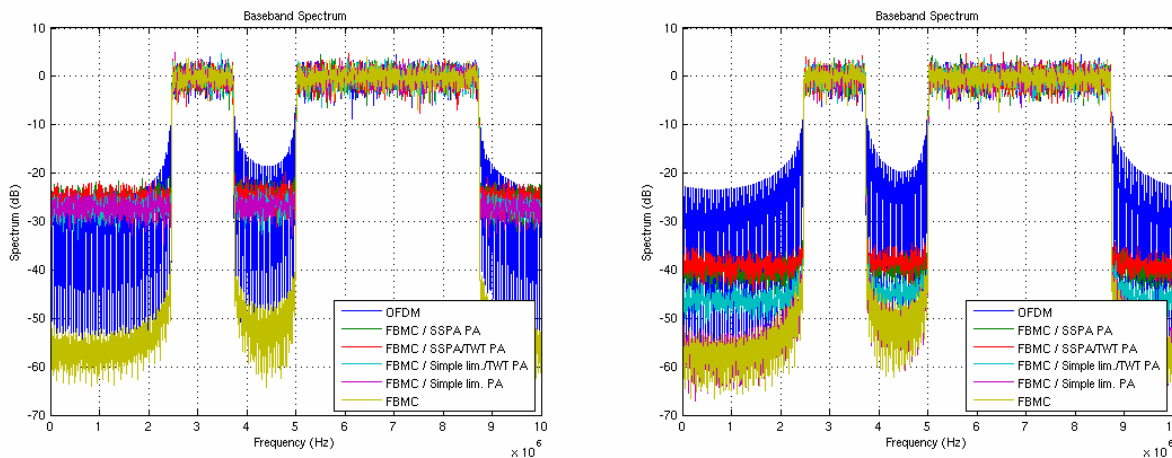 Baseband Spectrum
10
0
-10
-20
-30
-40
-50
-60
-70
Spectrum (dB)
OFDM
FBMC / SSPA PA
FBMC / SSPA/TWT PA
FBMC / Simple lim./TWT PA
FBMC / Simple lim. PA
FBMC
0 1 2 3 4 5 6 7 8 9 10
Frequency (Hz)
x 10 6
Baseband Spectrum
10
0
-10
-20
-30
-40
-50
-60
-70
Spectrum (dB)
OFDM
FBMC / SSPA PA
FBMC / SSPA/TWT PA
FBMC / Simple lim./TWT PA
FBMC / Simple lim. PA
FBMC
0 1 2 3 4 5 6 7 8 9 10
Frequency (Hz)
x 10 6